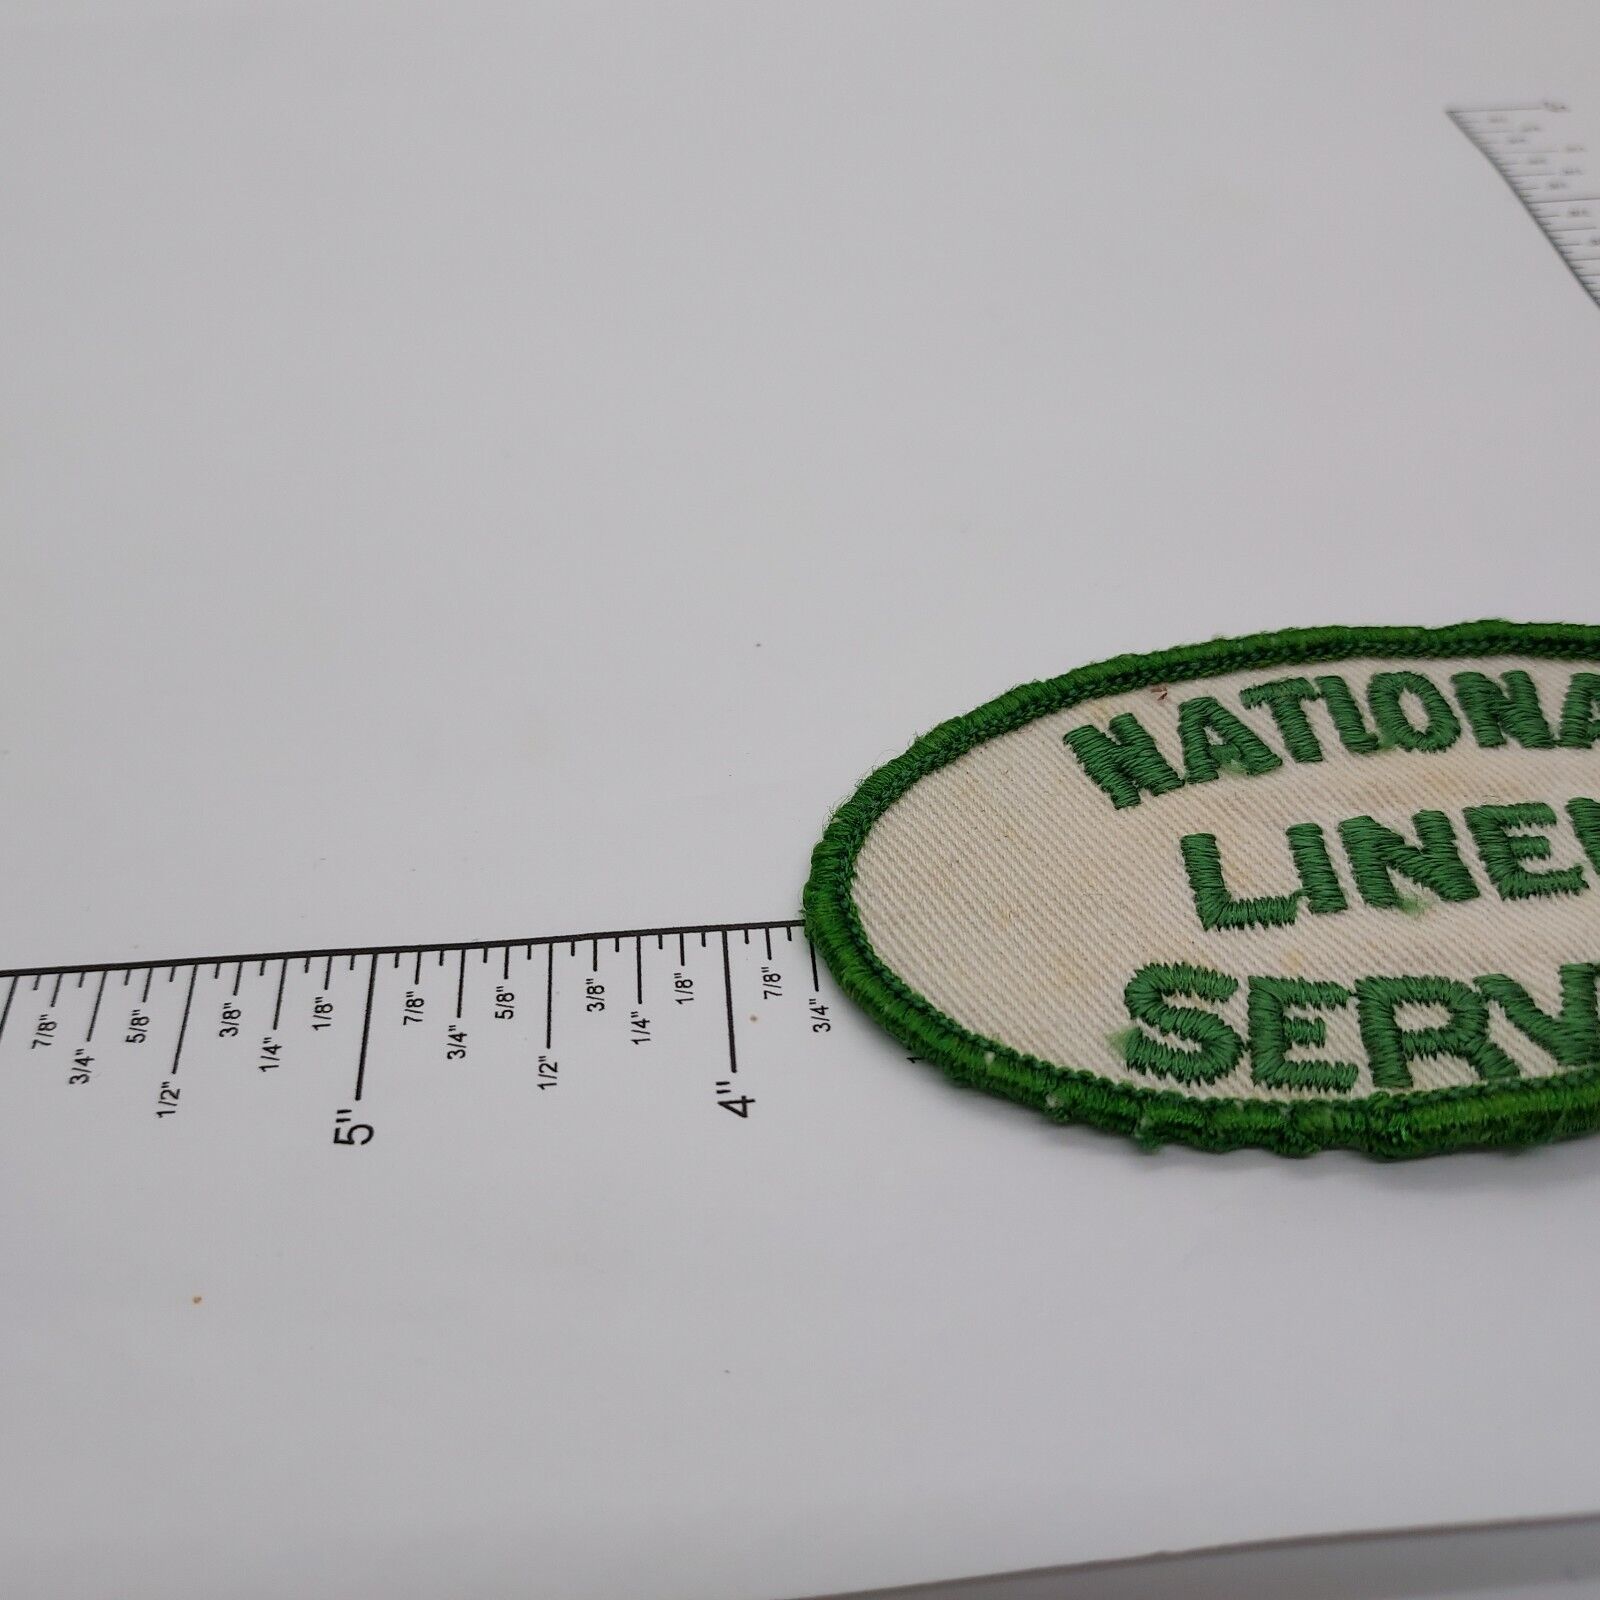 NATIONA
LINE
SERV
7/8" 3/4" 5/8" 1/2" 3/8" 1/4" 1/8" 5" 7/8" 3/4" 5/8" 1/2" 3/8" 1/4" 1/8" 4" 7/8" 3/4"